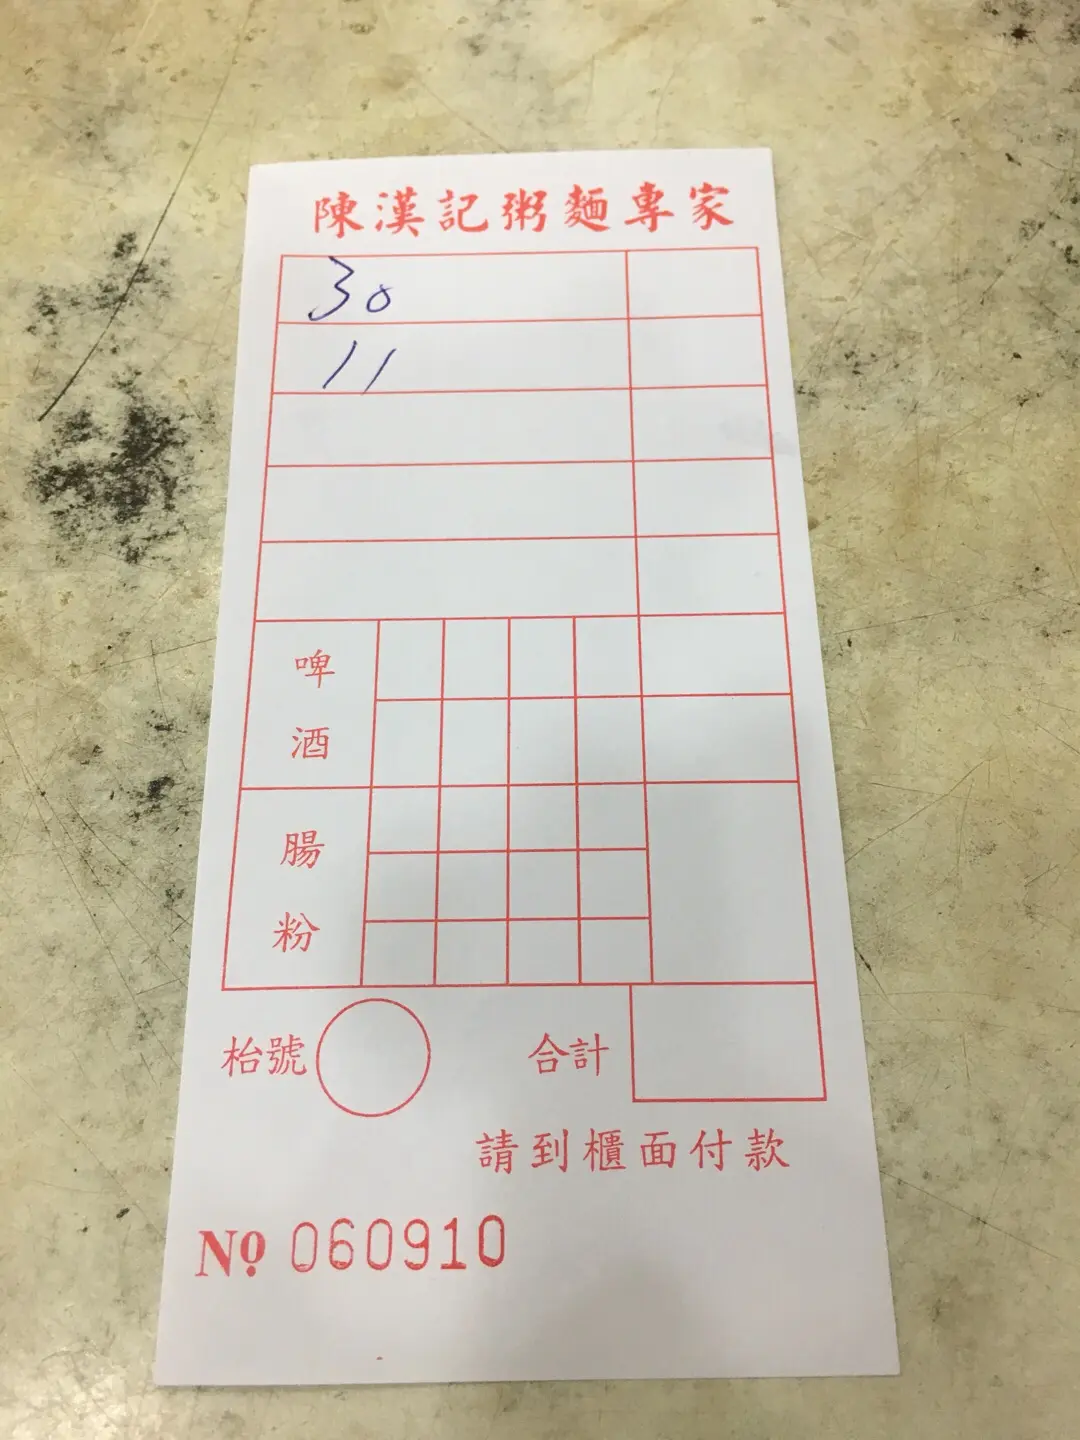 陳漢記粥麵專家
30
11
啤酒
腸粉
枱號 合計
請到櫃面付款
№ 060910